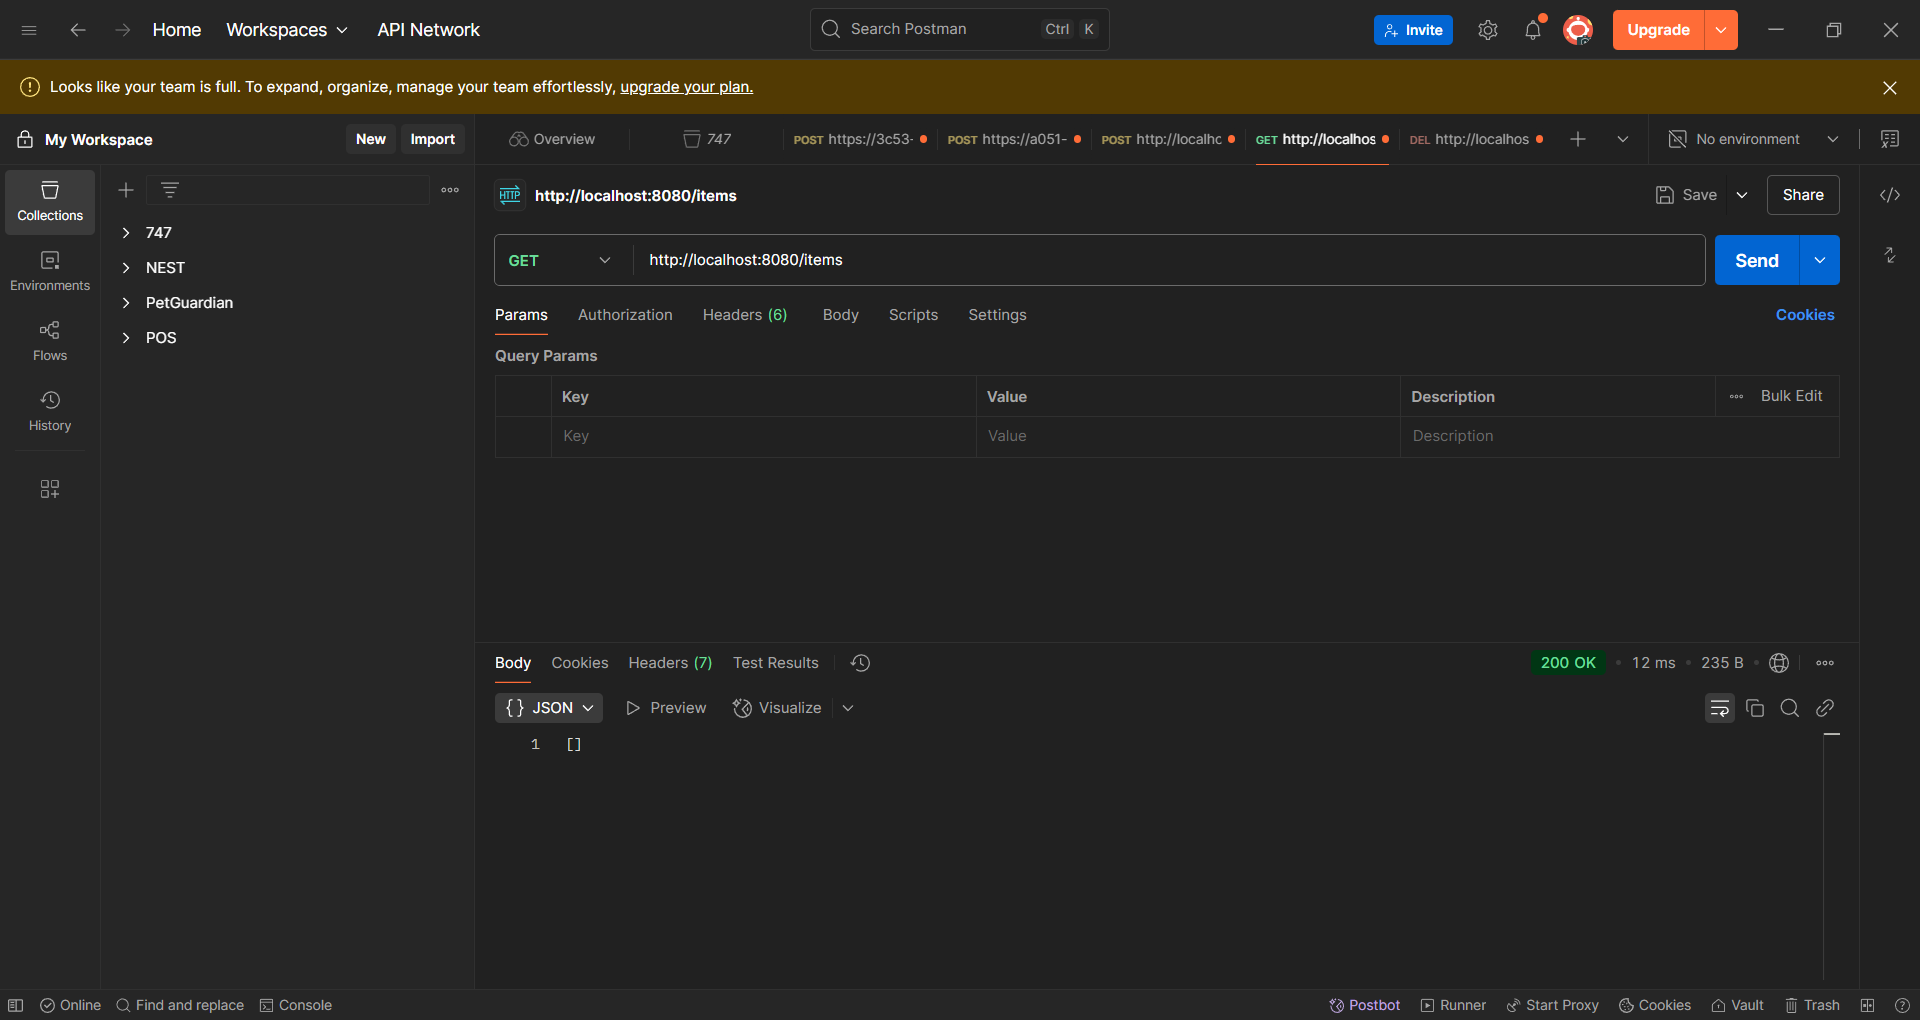 Home Workspaces API Network Search Postman Ctrl K Invite Upgrade
Looks like your team is full. To expand, organize, manage your team effortlessly, upgrade your plan.
My Workspace New Import Overview 747 POST https://3c53- POST https://a051- POST http://localhc GET http://localhos DEL http://localhos No environment
Collections
Environments
Flows
History
747
NEST
PetGuardian
POS
HTTP http://localhost:8080/items Save Share
GET http://localhost:8080/items Send
Params Authorization Headers (6) Body Scripts Settings Cookies
Query Params
Key Value Description Bulk Edit
Key Value Description
Body Cookies Headers (7) Test Results 200 OK 12 ms 235 B
{} JSON Preview Visualize
1 []
Online Find and replace Console Postbot Runner Start Proxy Cookies Vault Trash